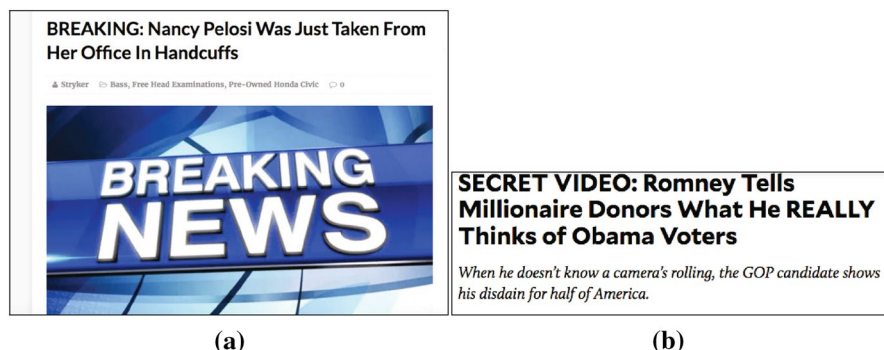 BREAKING: Nancy Pelosi Was Just Taken From
Her Office In Handcuffs
Stryker Bass, Free Head Examinations, Pre-Owned Honda Civic 0
BREAKING
NEWS
(a)
SECRET VIDEO: Romney Tells
Millionaire Donors What He REALLY
Thinks of Obama Voters
When he doesn't know a camera's rolling, the GOP candidate shows
his disdain for half of America.
(b)